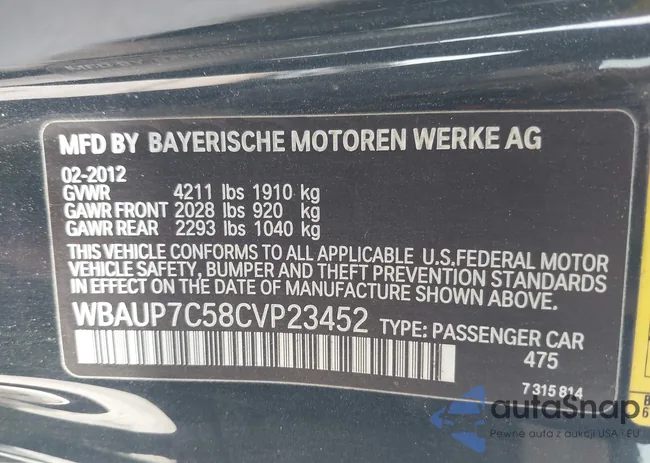 MFD BY BAYERISCHE MOTOREN WERKE AG
02-2012
GVWR 4211 lbs 1910 kg
GAWR FRONT 2028 lbs 920 kg
GAWR REAR 2293 lbs 1040 kg
THIS VEHICLE CONFORMS TO ALL APPLICABLE U.S.FEDERAL MOTOR
VEHICLE SAFETY, BUMPER AND THEFT PREVENTION STANDARDS
IN EFFECT ON THE DATE OF MANUFACTURE SHOWN ABOVE.
WBAUP7C58CVP23452 TYPE: PASSENGER CAR
475
7 315 814
autaSnap
Pewne auta z aukcji USA - EU